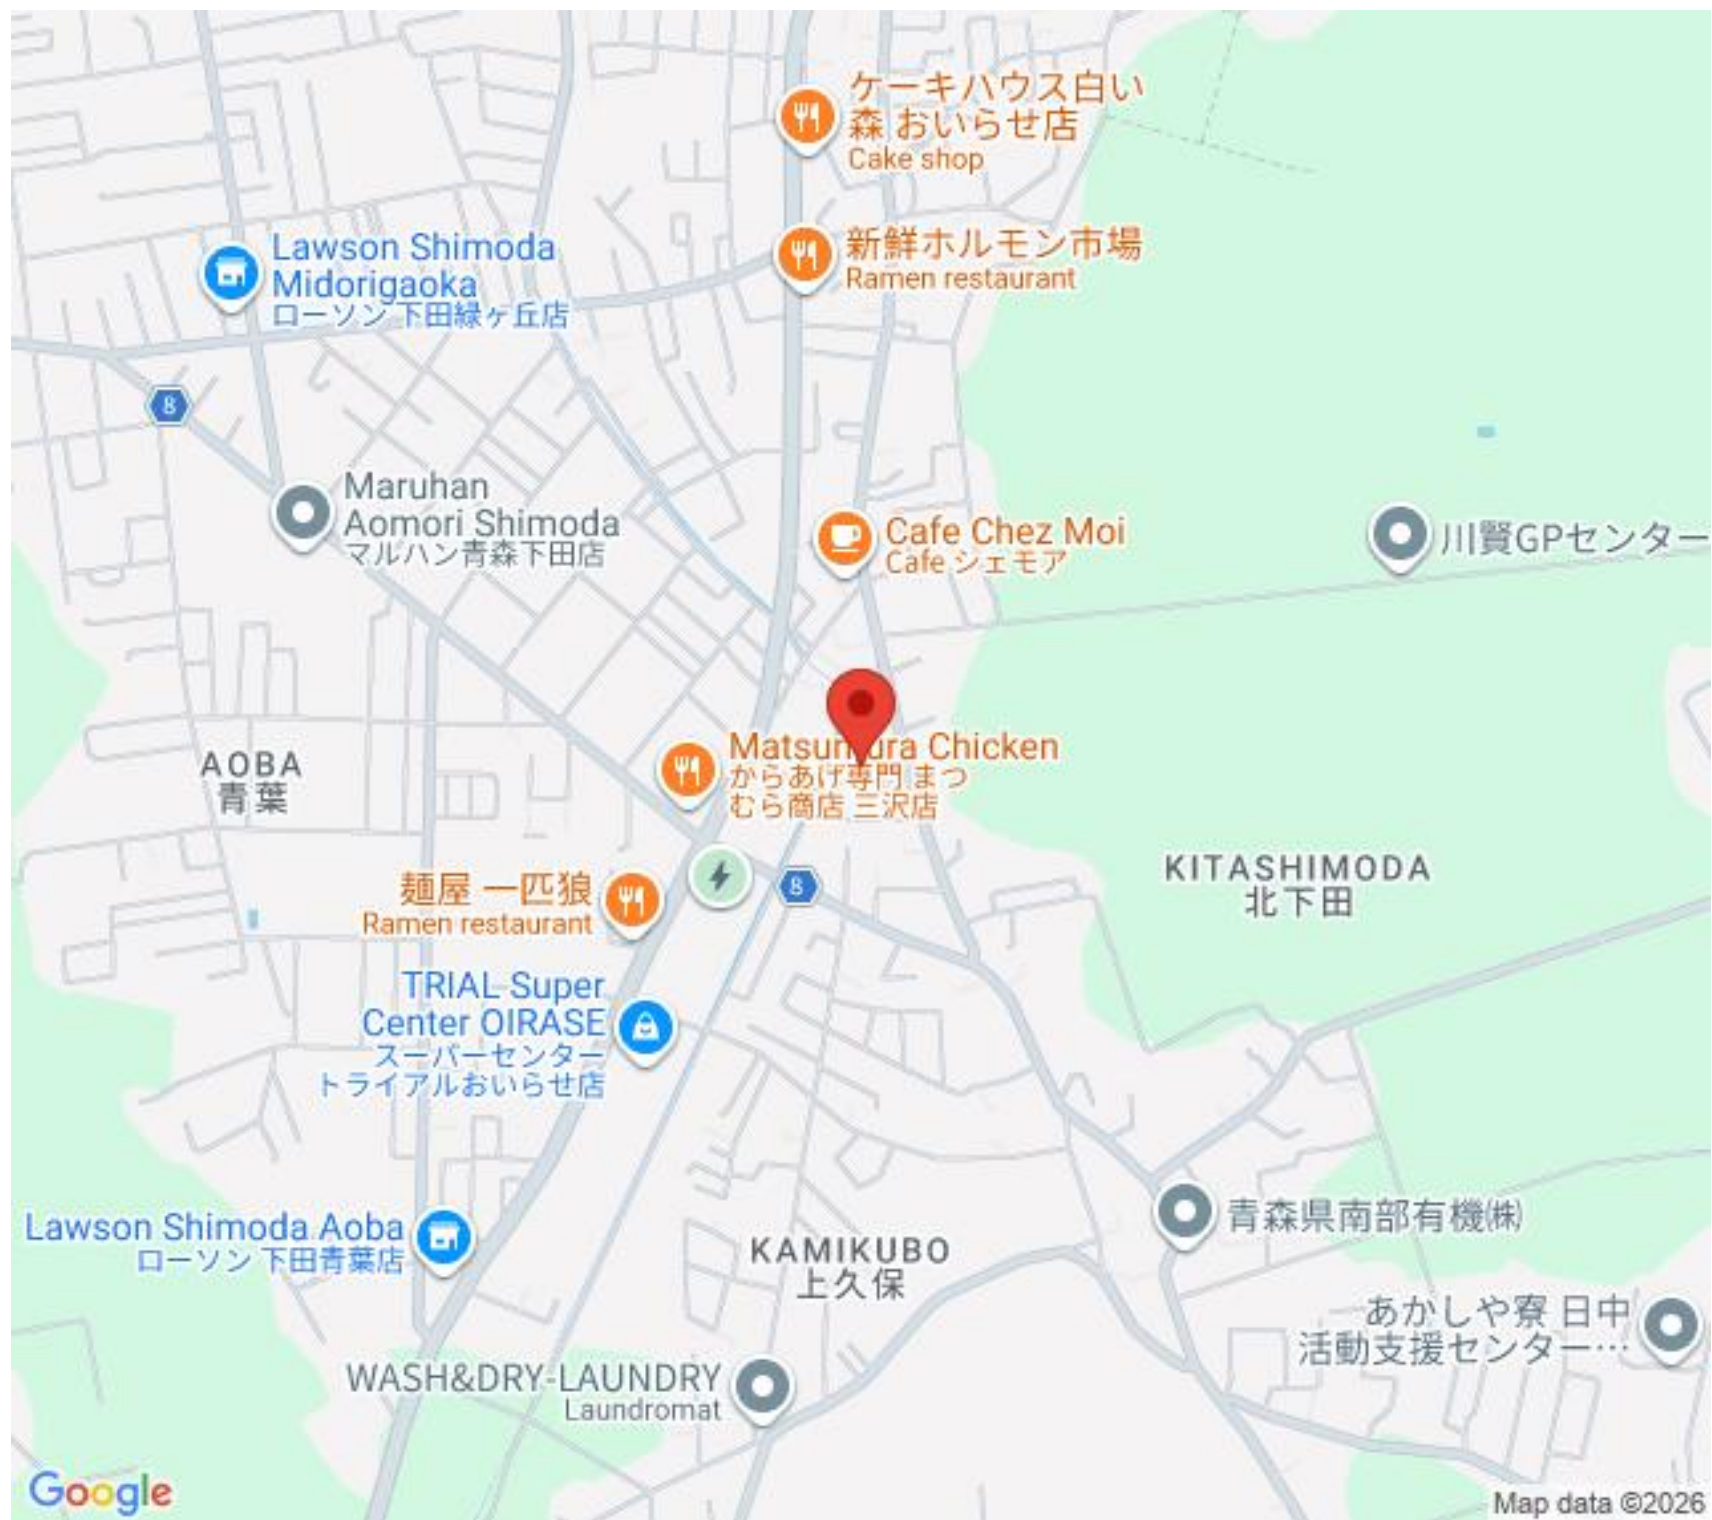 ケーキハウス白い
森 おいらせ店
Cake shop
新鮮ホルモン市場
Ramen restaurant
Lawson Shimoda
Midorigaoka
ローソン 下田緑ヶ丘店
8
Maruhan
Aomori Shimoda
マルハン青森下田店
Cafe Chez Moi
Cafe シェモア
川賢GPセンター
Matsumura Chicken
からあげ専門 まつ
むら商店 三沢店
AOBA
青葉
麺屋 一匹狼
Ramen restaurant
8
KITASHIMODA
北下田
TRIAL Super
Center OIRASE
スーパーセンター
トライアルおいらせ店
Lawson Shimoda Aoba
ローソン 下田青葉店
KAMIKUBO
上久保
青森県南部有機㈱
あかしや寮 日中
活動支援センター…
WASH&DRY-LAUNDRY
Laundromat
Google
Map data ©2026